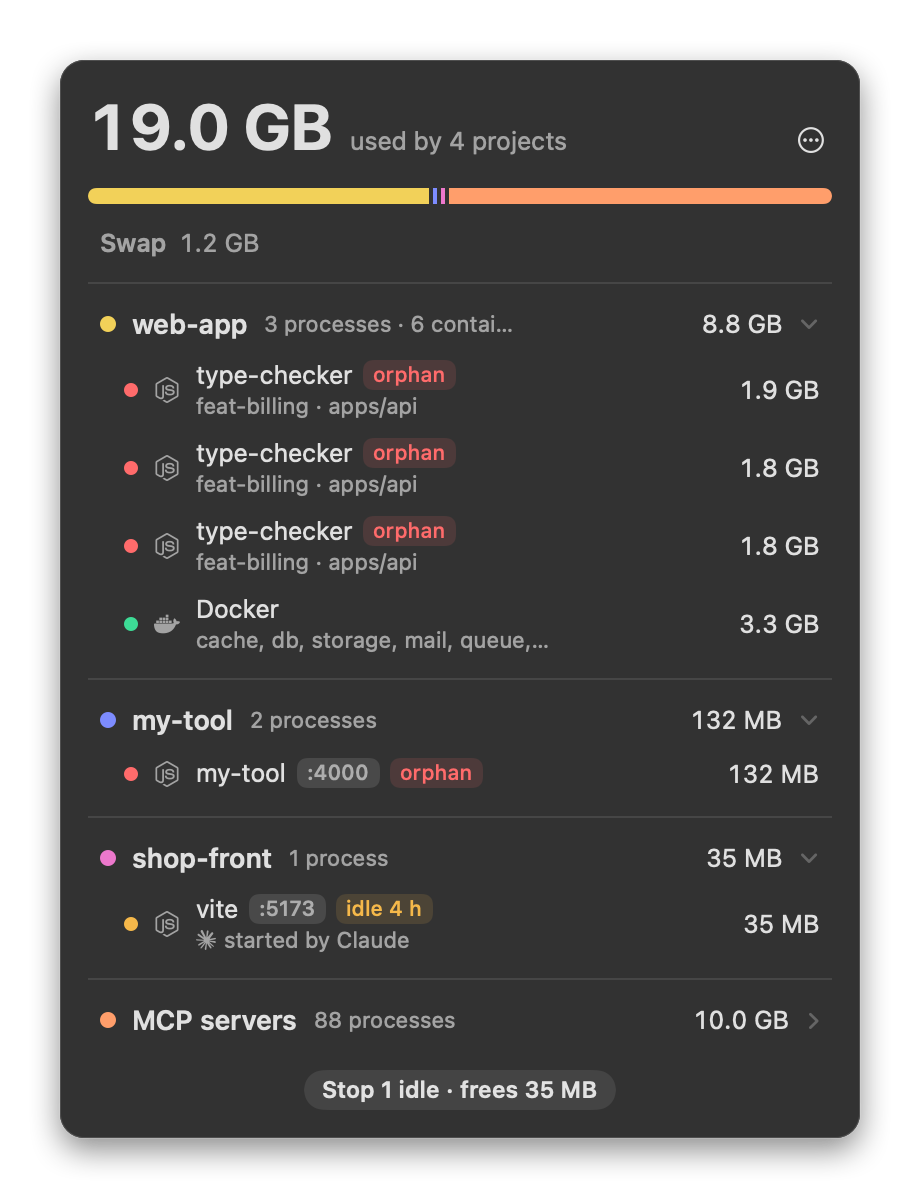 19.0 GB used by 4 projects
Swap 1.2 GB
web-app 3 processes · 6 contai... 8.8 GB
JS type-checker orphan 1.9 GB
feat-billing · apps/api
JS type-checker orphan 1.8 GB
feat-billing · apps/api
JS type-checker orphan 1.8 GB
feat-billing · apps/api
Docker 3.3 GB
cache, db, storage, mail, queue,...
my-tool 2 processes 132 MB
JS my-tool :4000 orphan 132 MB
shop-front 1 process 35 MB
JS vite :5173 idle 4 h 35 MB
started by Claude
MCP servers 88 processes 10.0 GB
Stop 1 idle · frees 35 MB